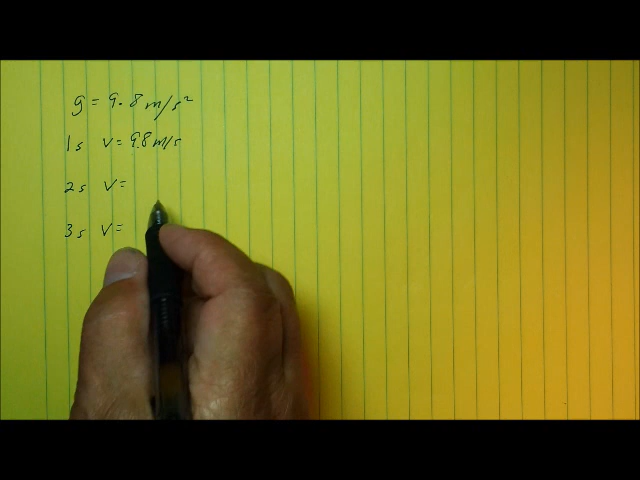 g = 9.8 m/s²
1s v = 9.8 m/s
2s v =
3s v =